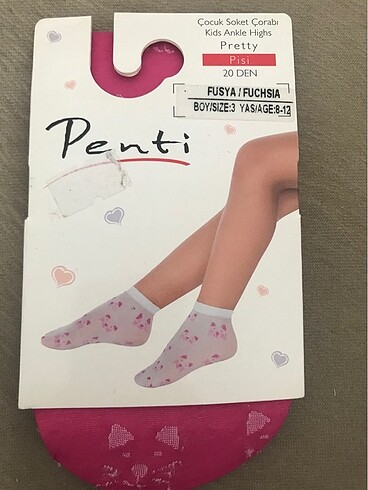 Çocuk Soket Çorabı
Kids Ankle Highs
Pretty
Pisi
20 DEN
FUSYA / FUCHSIA
BOY/SIZE:3 YAS/AGE:8-12
Penti